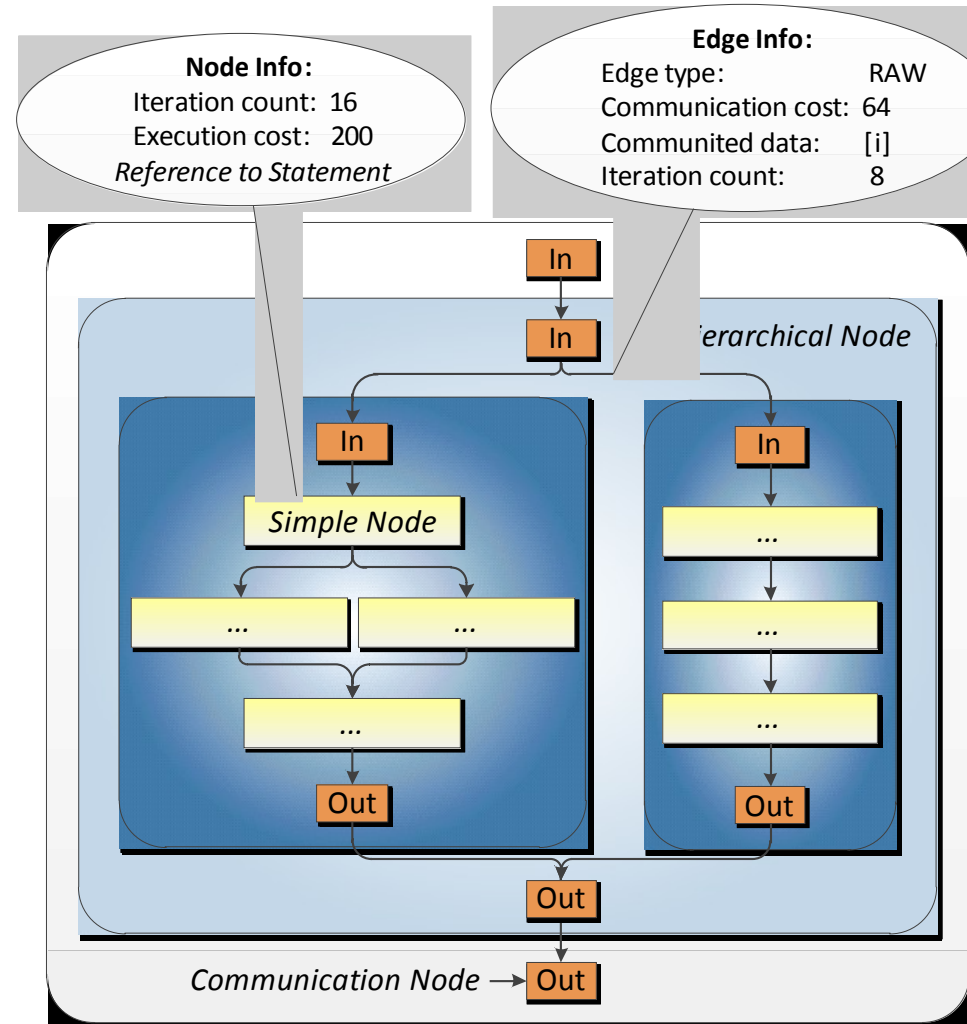 Node Info:
Iteration count: 16
Execution cost: 200
Reference to Statement
Edge Info:
Edge type: RAW
Communication cost: 64
Communited data: [i]
Iteration count: 8
In
In
erarchical Node
In
In
Simple Node
...
... ...
...
...
...
Out
Out
Out
Communication Node
Out